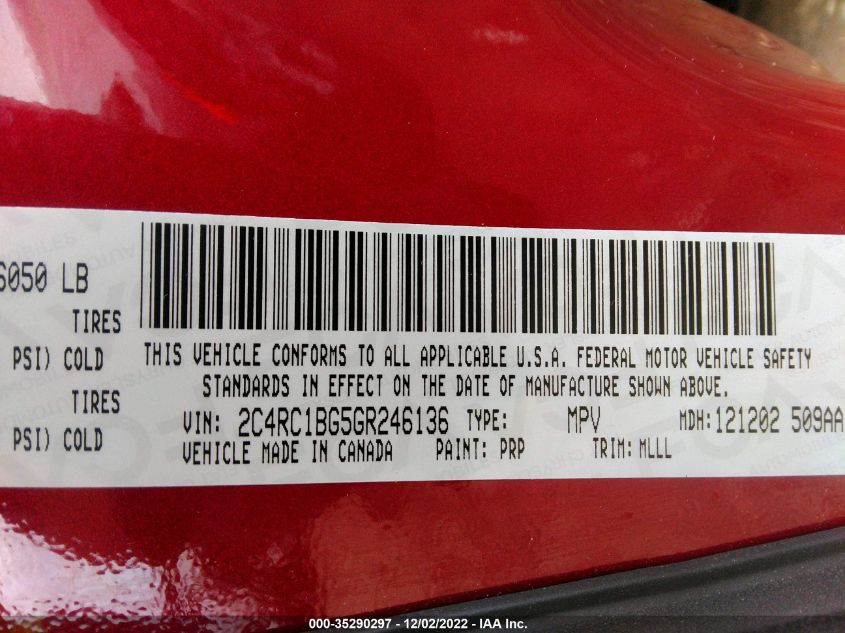 6050 LB
TIRES
PSI) COLD
TIRES
PSI) COLD
THIS VEHICLE CONFORMS TO ALL APPLICABLE U.S.A. FEDERAL MOTOR VEHICLE SAFETY
STANDARDS IN EFFECT ON THE DATE OF MANUFACTURE SHOWN ABOVE.
VIN: 2C4RC1BG5GR246136 TYPE: MPV MDH:121202 509AA
VEHICLE MADE IN CANADA PAINT: PRP TRIM: MLLL
000-35290297 - 12/02/2022 - IAA Inc.